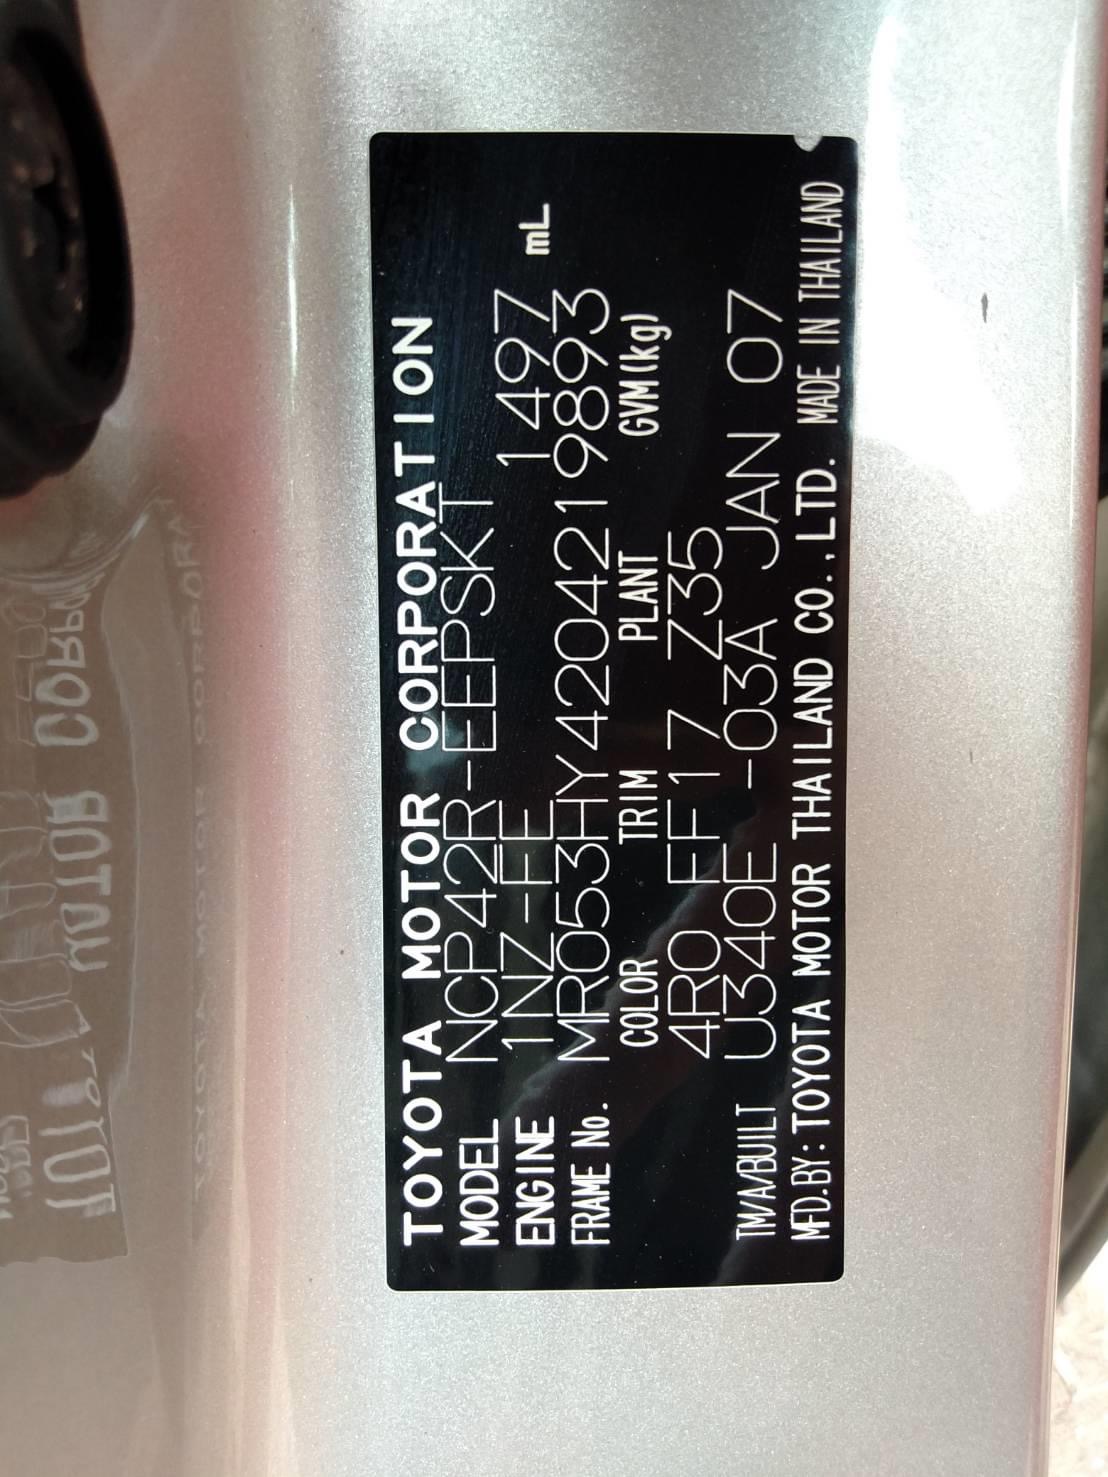 TOYOTA MOTOR CORPORATION
MODEL NCP42R-EEPSKT
ENGINE 1NZ-FE 1497 mL
FRAME No. MR053HY4204219893
COLOR TRIM PLANT GVM(kg)
4R0 FF17 Z35
TM/A/BUILT U340E -03A JAN 07
MFD.BY: TOYOTA MOTOR THAILAND CO.,LTD. MADE IN THAILAND